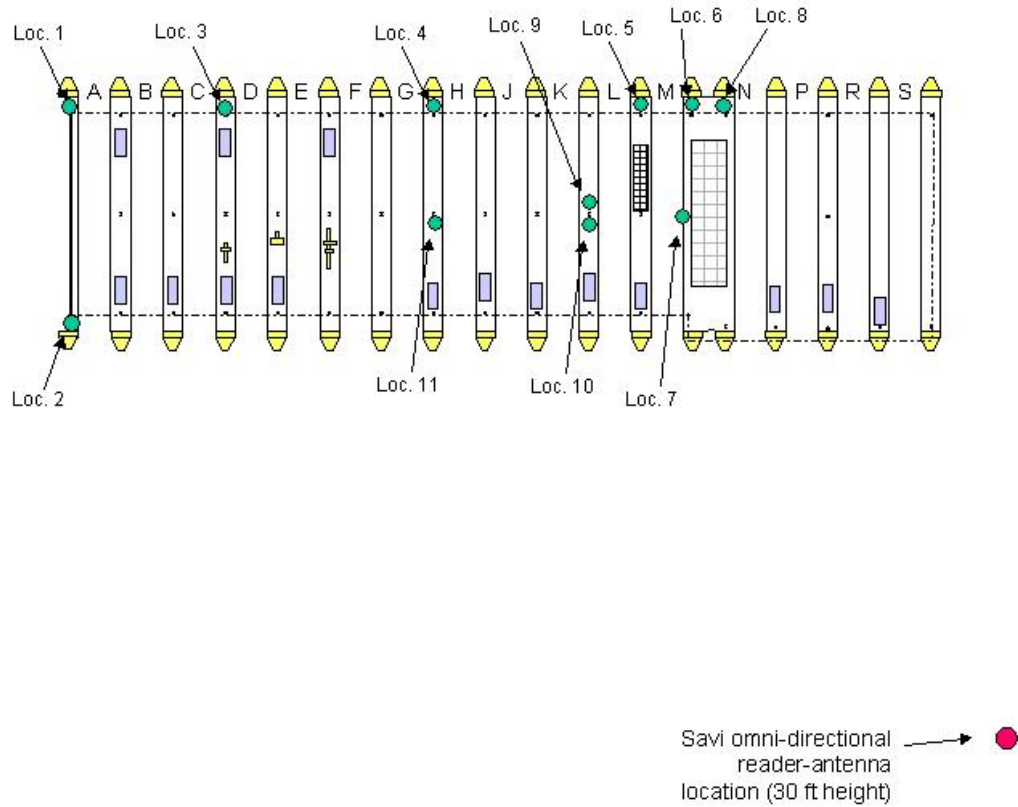 Loc. 1
Loc. 3
Loc. 4
Loc. 9
Loc. 5
Loc. 6
Loc. 8
A B C D E F G H J K L M N P R S
Loc. 2
Loc. 11
Loc. 10
Loc. 7
Savi omni-directional
reader-antenna
location (30 ft height)